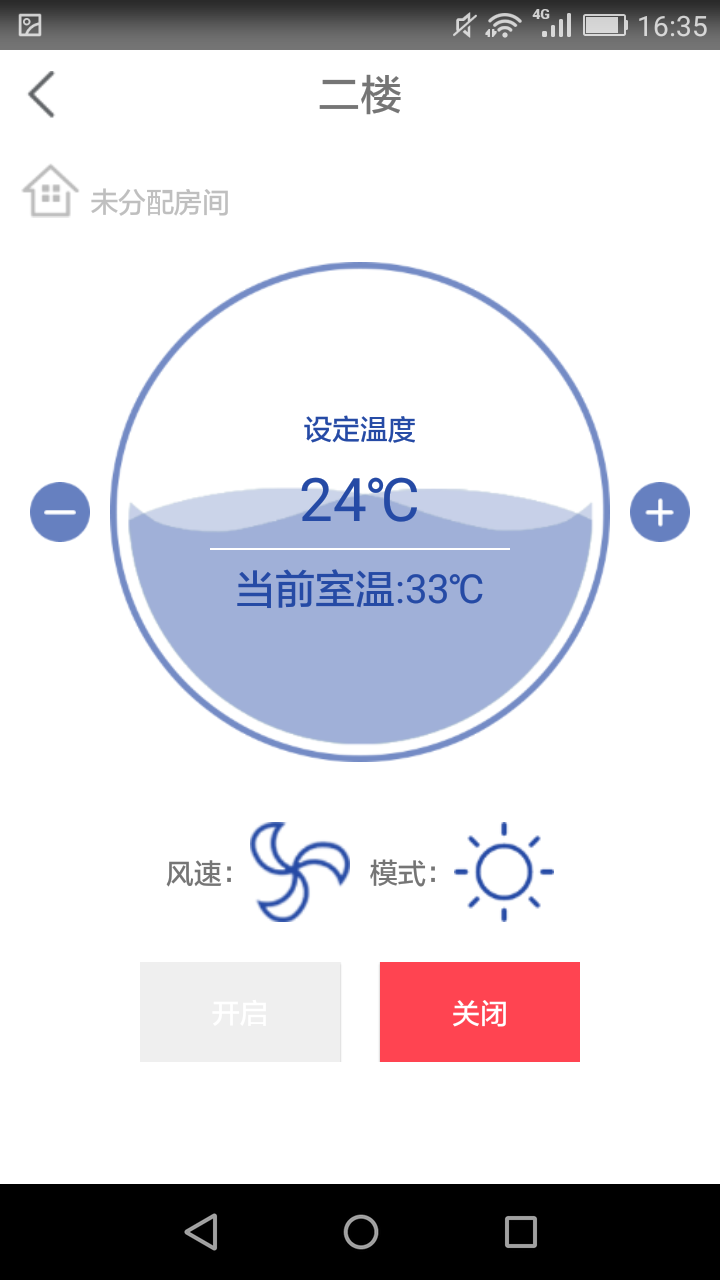 4G 16:35
二楼
未分配房间
设定温度
24℃
当前室温:33℃
风速: 模式:
开启 关闭